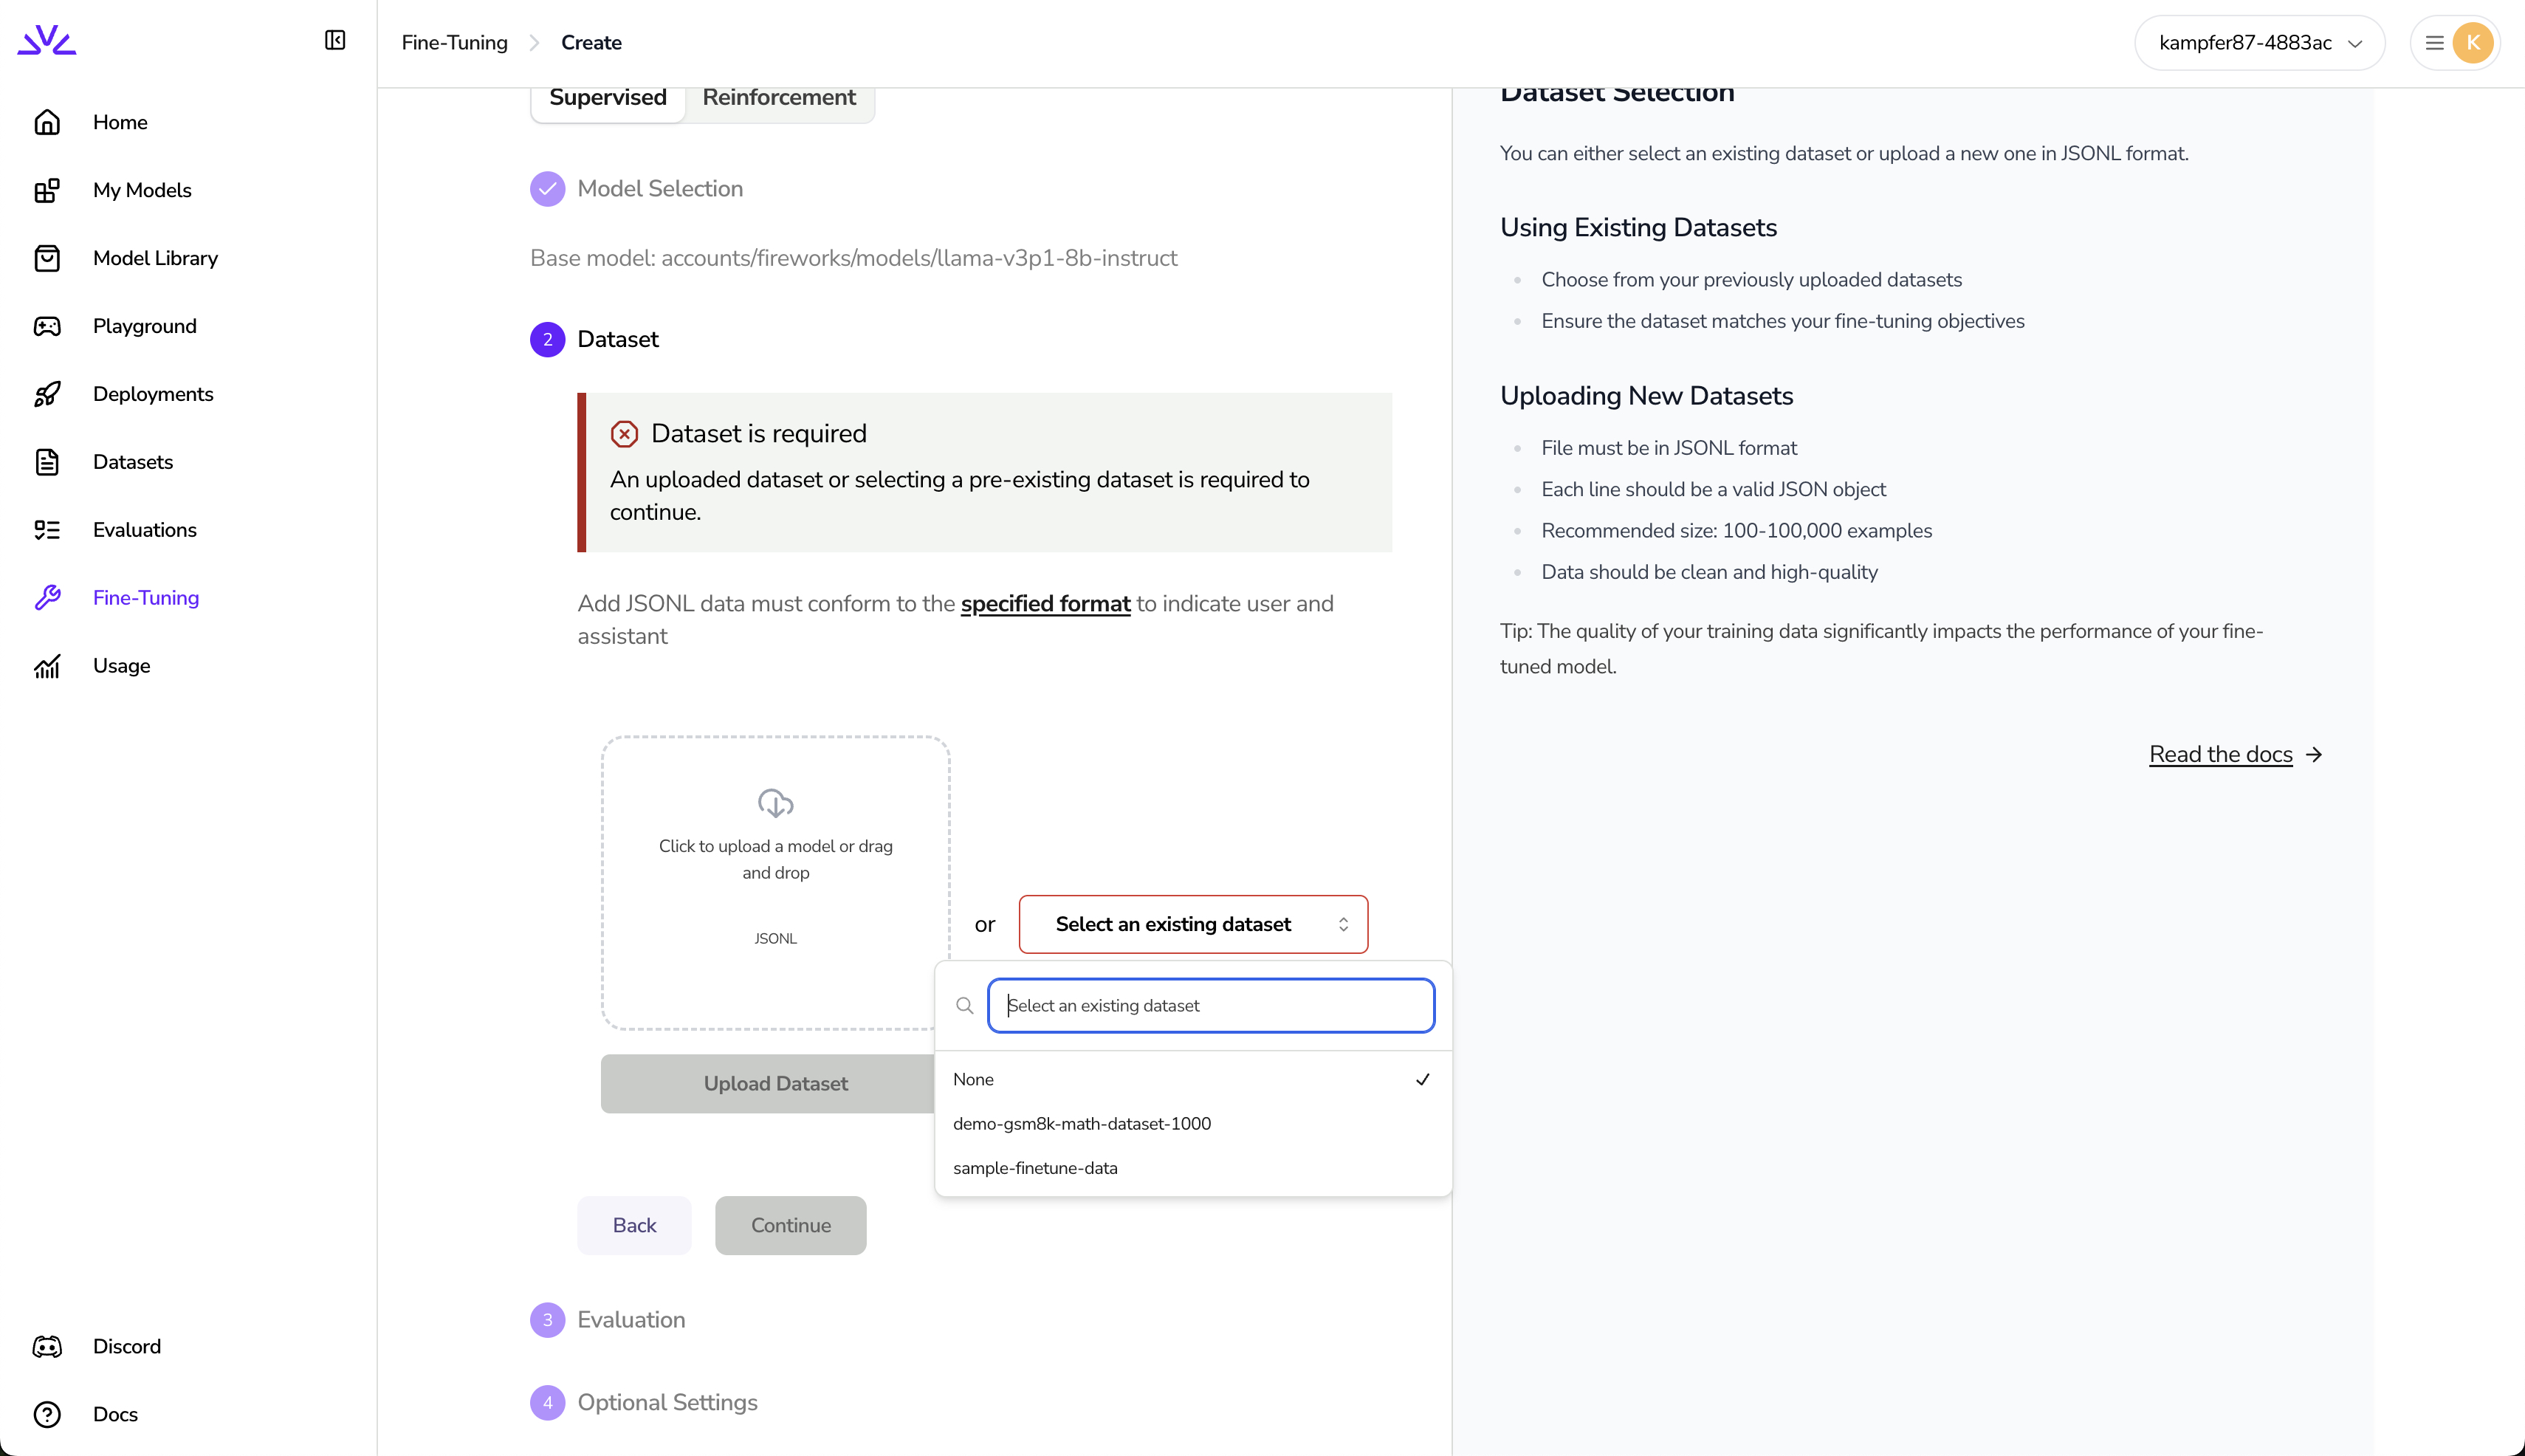 Fine-Tuning
Create
kampfer87-4883ac
K
Home
My Models
Model Library
Playground
Deployments
Datasets
Evaluations
Fine-Tuning
Usage
Discord
Docs
Supervised
Reinforcement
Model Selection
Base model: accounts/fireworks/models/llama-v3p1-8b-instruct
2
Dataset
Dataset is required
An uploaded dataset or selecting a pre-existing dataset is required to
continue.
Add JSONL data must conform to the specified format to indicate user and
assistant
Click to upload a model or drag
and drop
JSONL
or
Select an existing dataset
Select an existing dataset
None
demo-gsm8k-math-dataset-1000
sample-finetune-data
Upload Dataset
Back
Continue
3
Evaluation
4
Optional Settings
Dataset Selection
You can either select an existing dataset or upload a new one in JSONL format.
Using Existing Datasets
Choose from your previously uploaded datasets
Ensure the dataset matches your fine-tuning objectives
Uploading New Datasets
File must be in JSONL format
Each line should be a valid JSON object
Recommended size: 100-100,000 examples
Data should be clean and high-quality
Tip: The quality of your training data significantly impacts the performance of your fine-
tuned model.
Read the docs